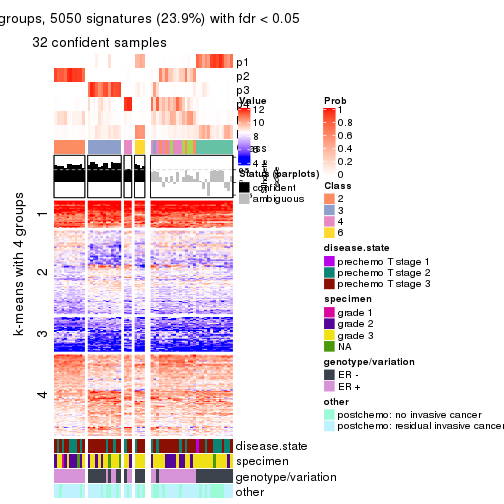 groups, 5050 signatures (23.9%) with fdr < 0.05
32 confident samples
p1
p2
p3
p4
Value
12
10
8
6
4
Prob
1
0.8
0.6
0.4
0.2
0
Status (barplots)
confident
ambiguous
Class
2
3
4
6
disease.state
prechemo T stage 1
prechemo T stage 2
prechemo T stage 3
specimen
grade 1
grade 2
grade 3
NA
genotype/variation
ER -
ER +
other
postchemo: no invasive cancer
postchemo: residual invasive cancer
k-means with 4 groups
1
2
3
4
disease.state
specimen
genotype/variation
other